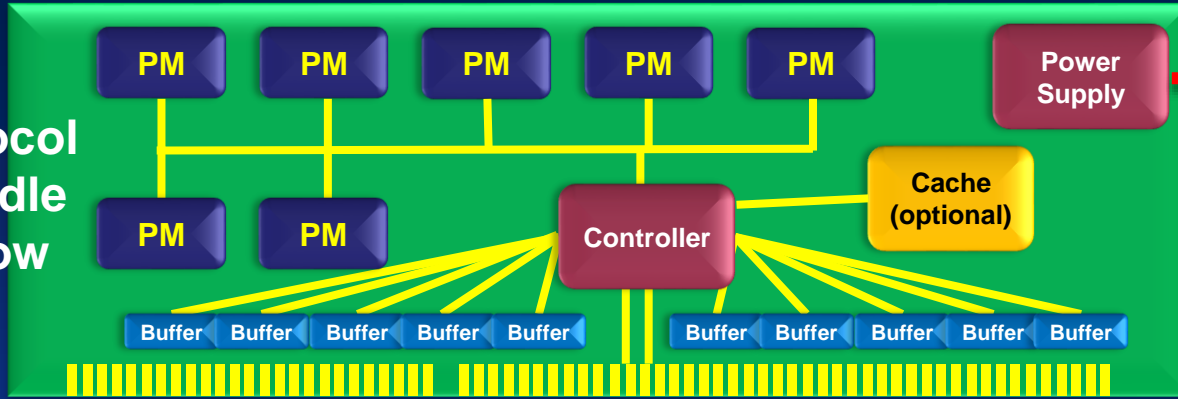 PM PM PM PM PM
Power
Supply
Cache
(optional)
PM PM
Controller
Buffer Buffer Buffer Buffer Buffer Buffer Buffer Buffer Buffer Buffer